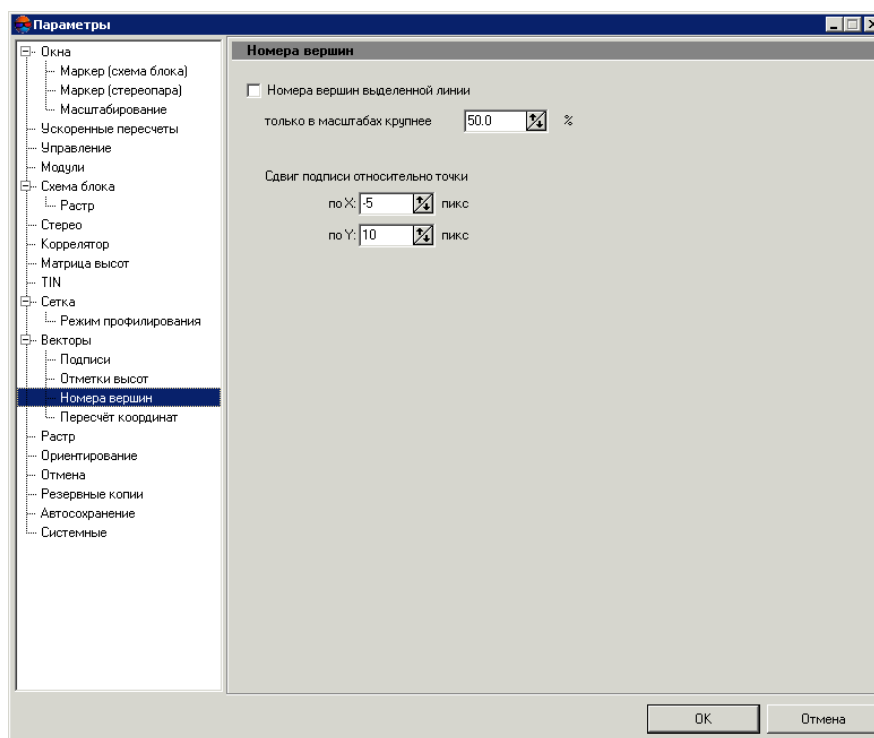 Параметры
Окна
Маркер (схема блока)
Маркер (стереопара)
Масштабирование
Ускоренные пересчеты
Управление
Модули
Схема блока
Растр
Стерео
Коррелятор
Матрица высот
TIN
Сетка
Режим профилирования
Векторы
Подписи
Отметки высот
Номера вершин
Пересчёт координат
Растр
Ориентирование
Отмена
Резервные копии
Автосохранение
Системные
Номера вершин
Номера вершин выделенной линии
только в масштабах крупнее 50.0 %
Сдвиг подписи относительно точки
по X: -5 пикс
по Y: 10 пикс
OK Отмена